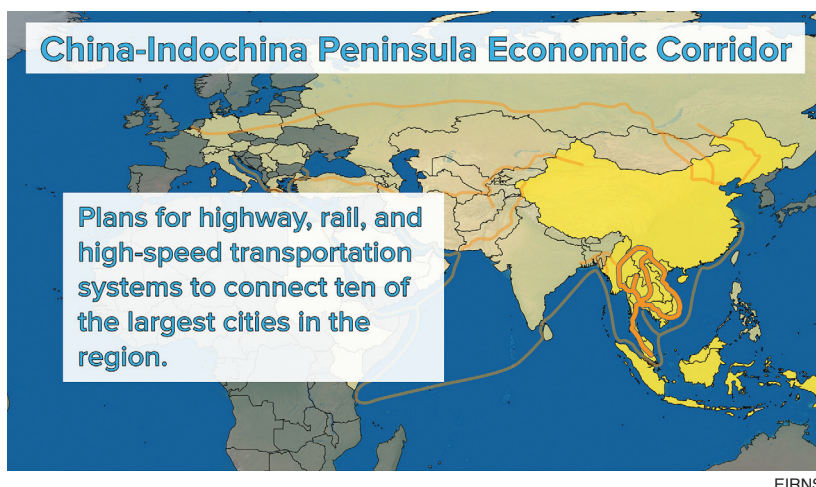 China-Indochina Peninsula Economic Corridor
Plans for highway, rail, and
high-speed transportation
systems to connect ten of
the largest cities in the
region.